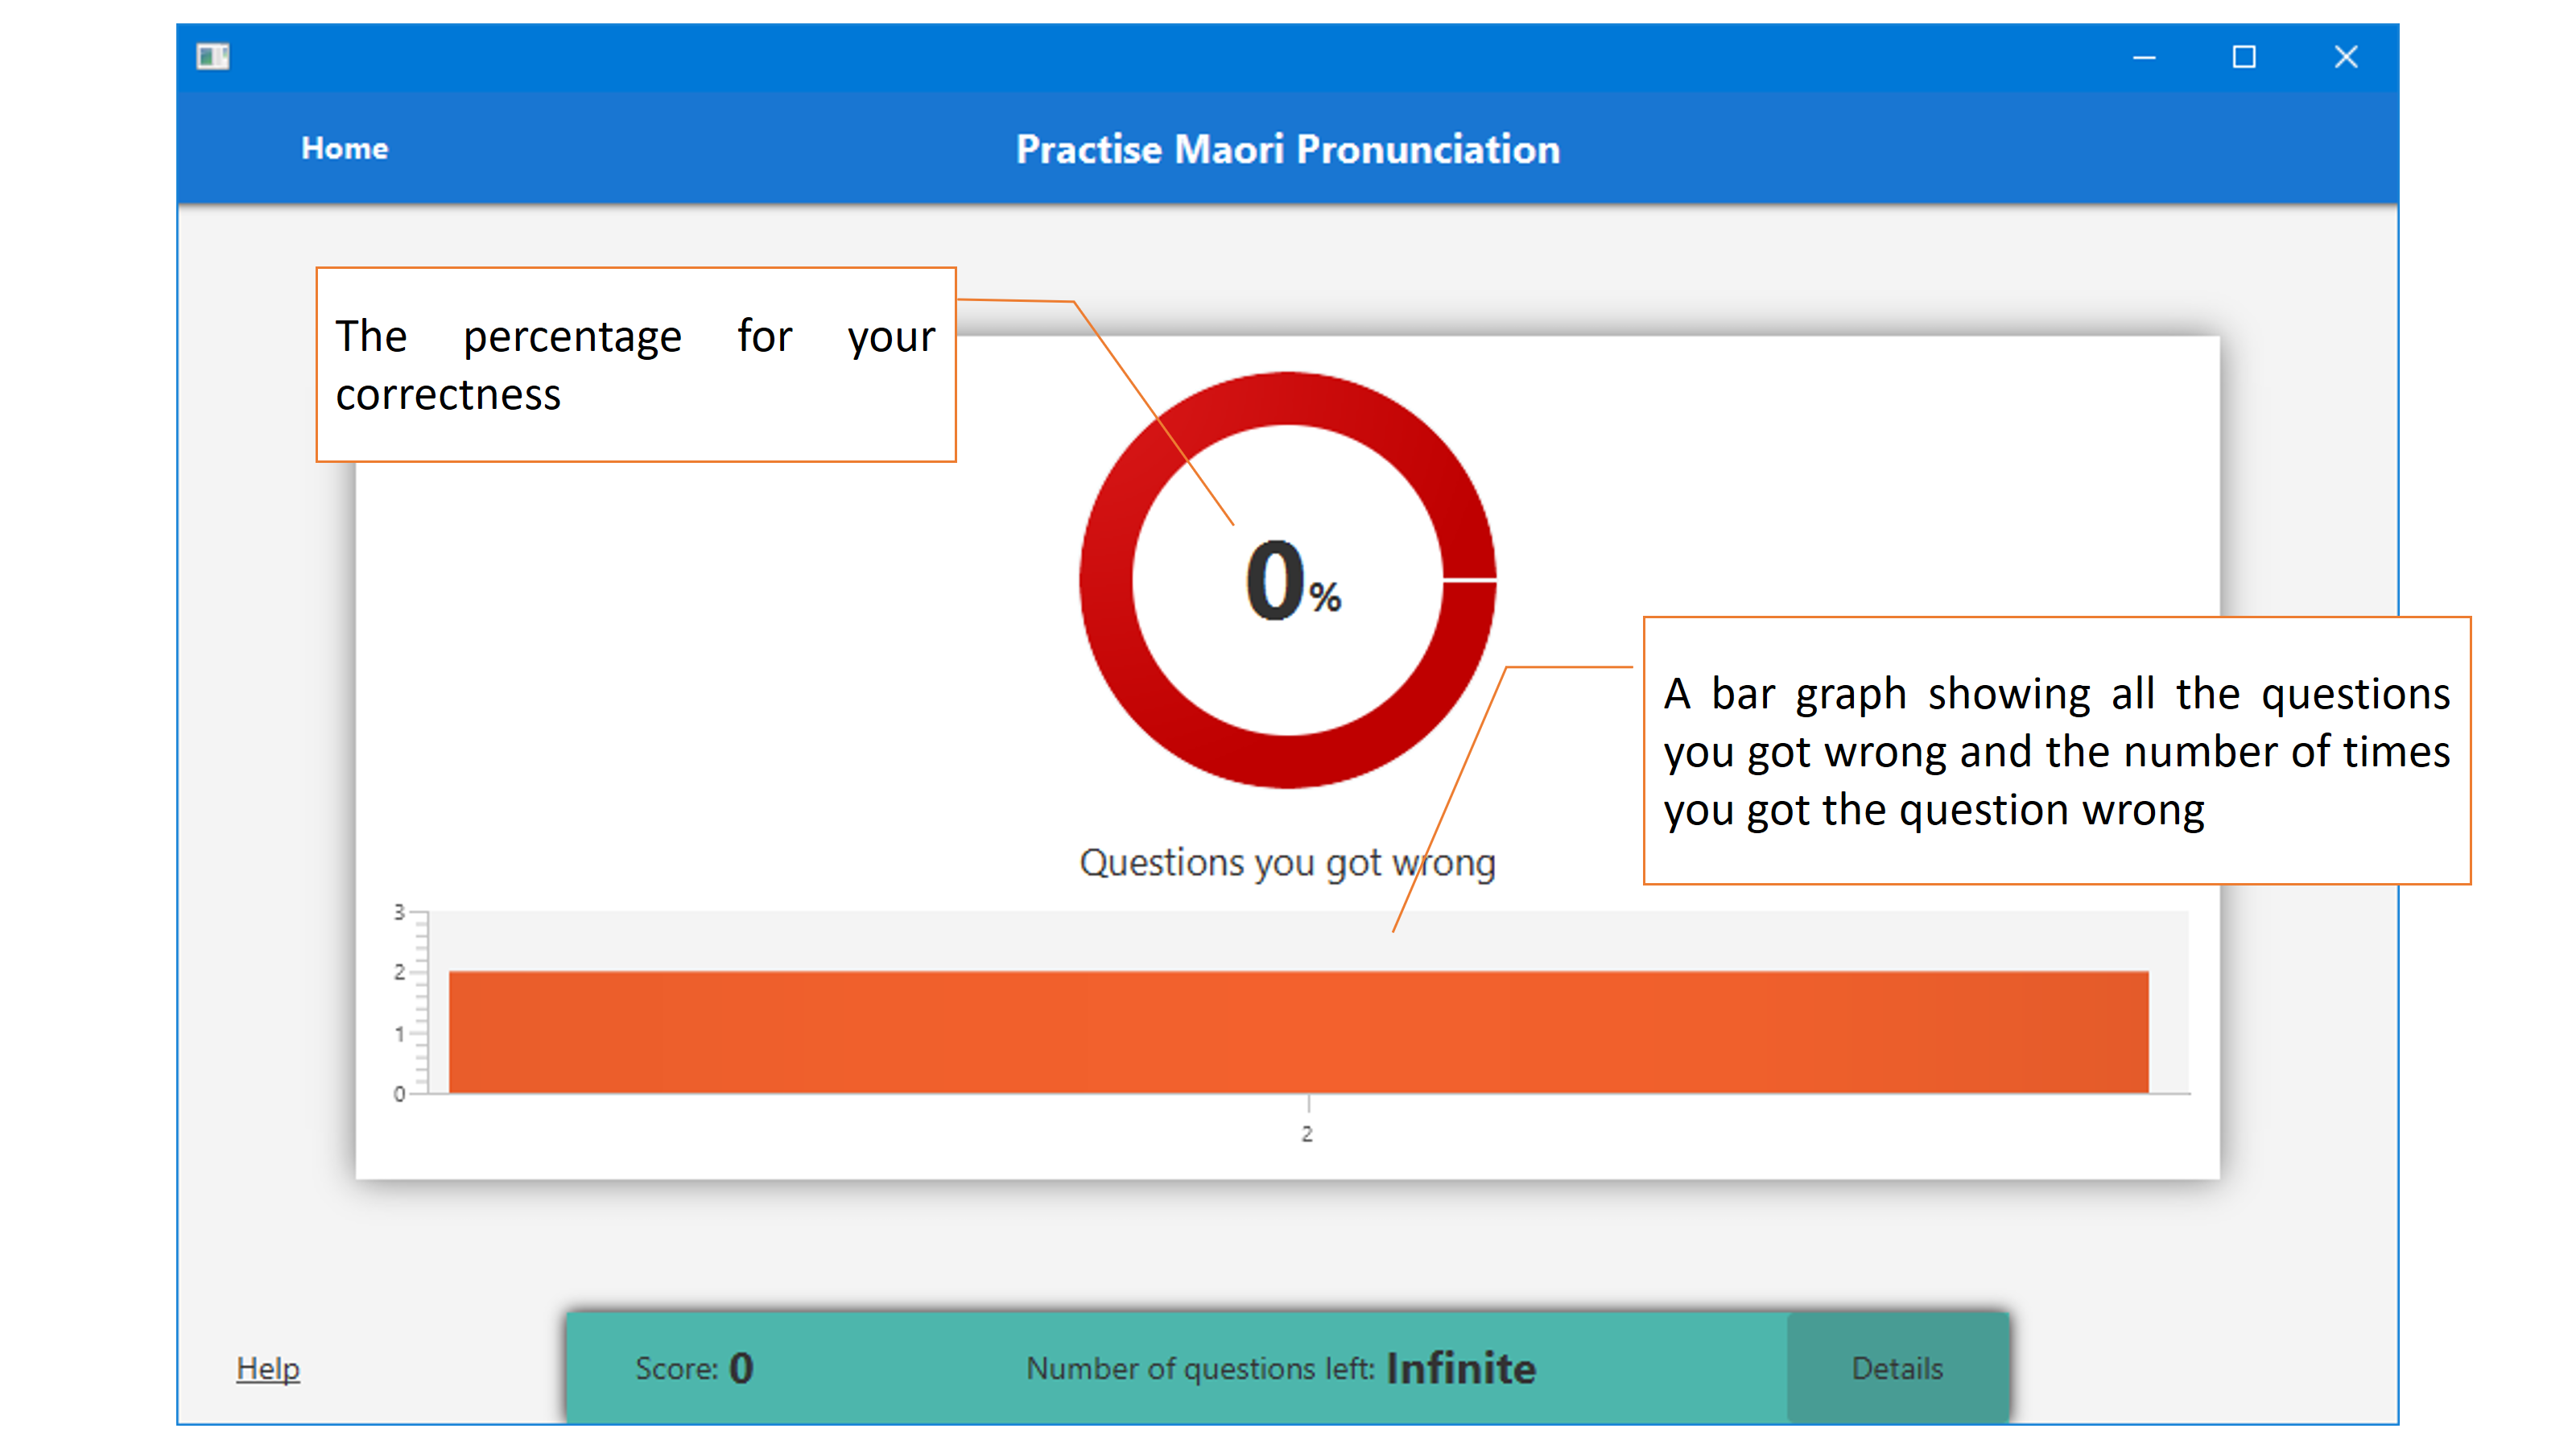 Home
Practise Maori Pronunciation
The percentage for your
correctness
0%
A bar graph showing all the questions
you got wrong and the number of times
you got the question wrong
Questions you got wrong
3
2
1
0
2
Help
Score: 0
Number of questions left: Infinite
Details